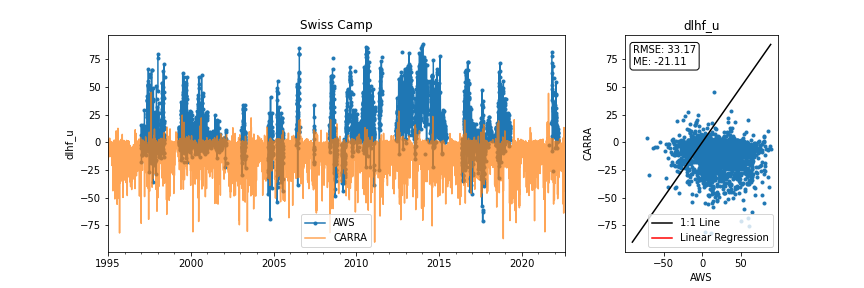 Swiss Camp
dlhf_u
75
50
25
0
−25
−50
−75
dlhf_u
AWS
CARRA
1995
2000
2005
2010
2015
2020
dlhf_u
RMSE: 33.17
ME: -21.11
75
50
25
0
−25
−50
−75
CARRA
1:1 Line
Linear Regression
−50
0
50
AWS